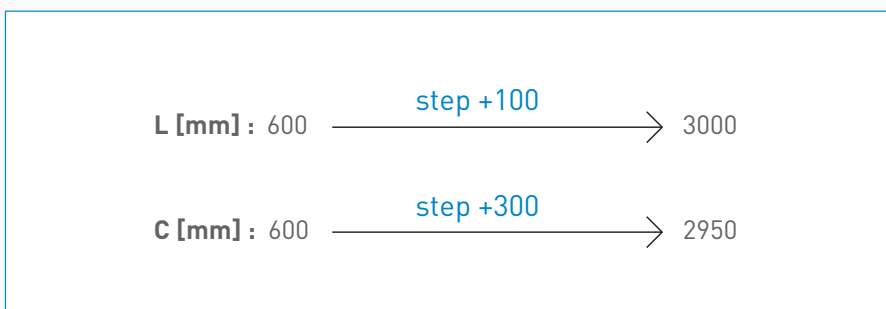 step +100
L [mm] : 600 3000
step +300
C [mm] : 600 2950